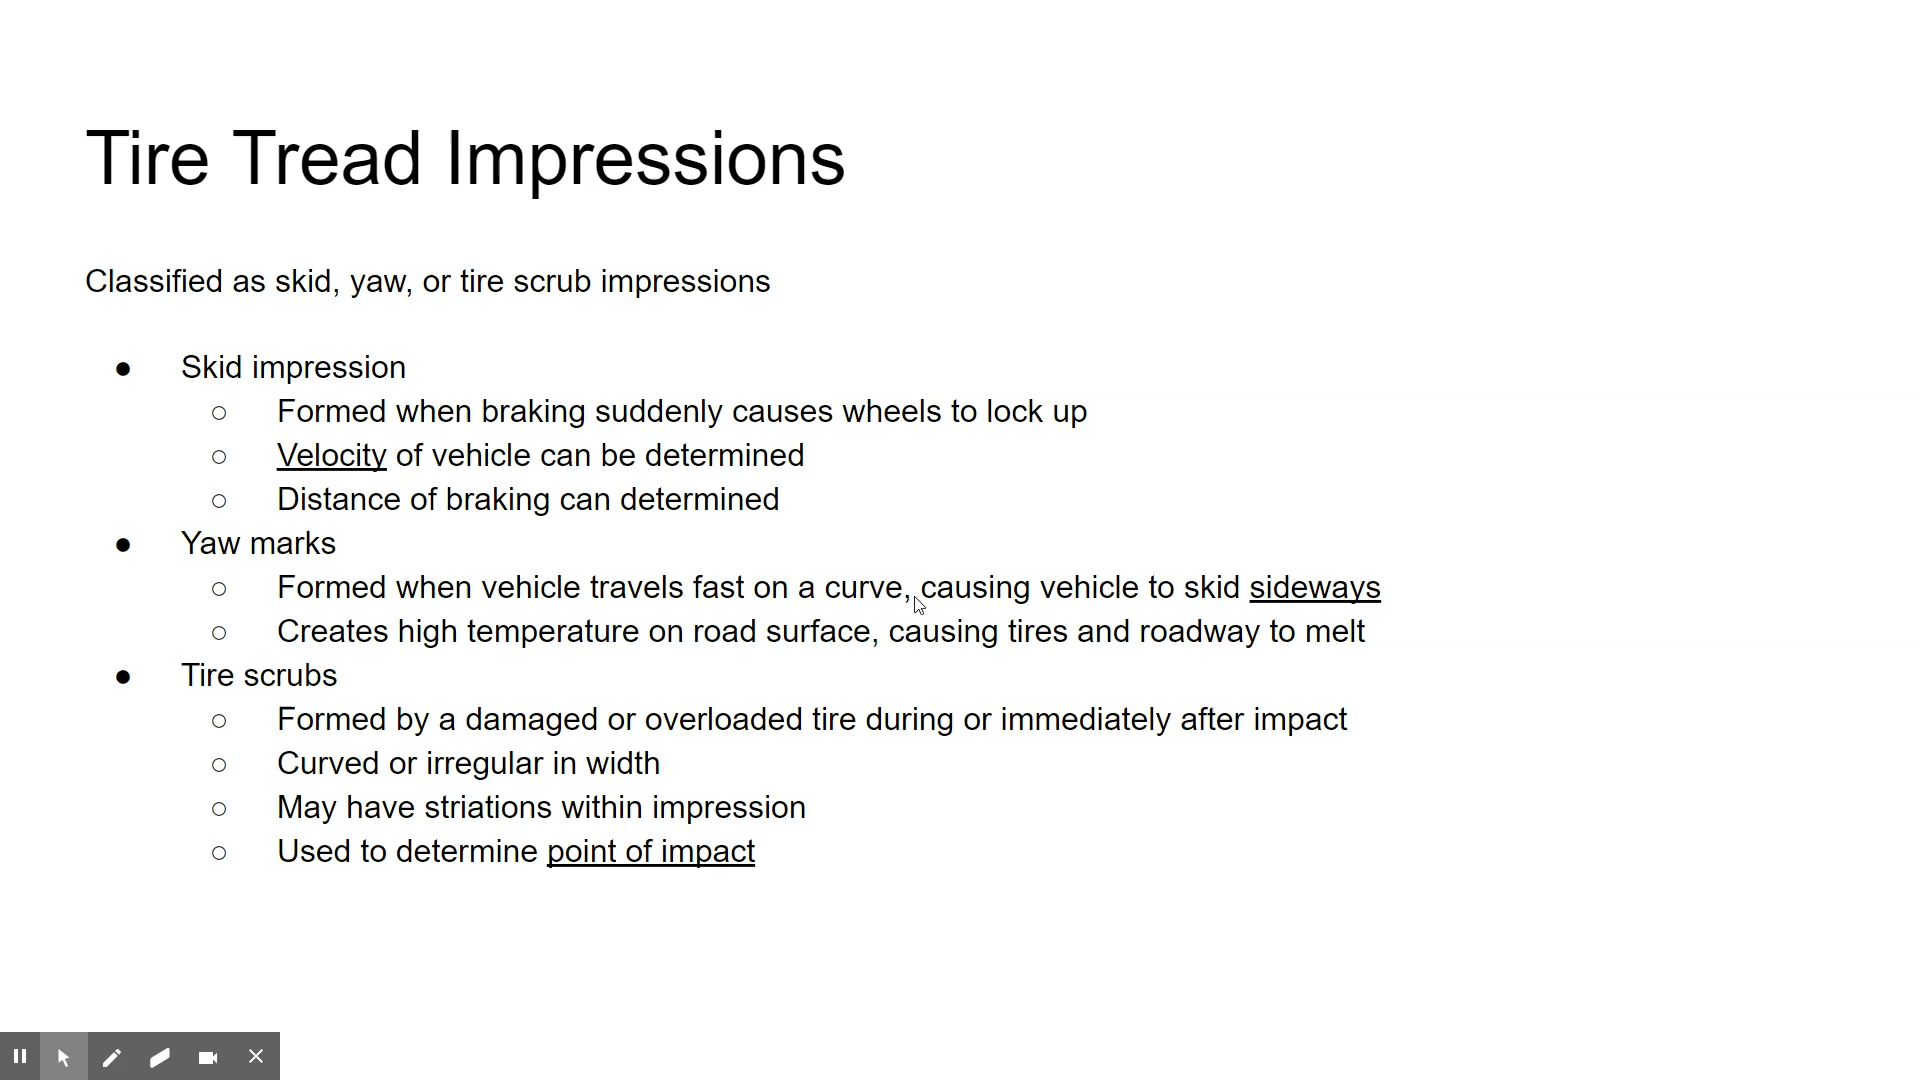 Tire Tread Impressions
Classified as skid, yaw, or tire scrub impressions
● Skid impression
○ Formed when braking suddenly causes wheels to lock up
○ Velocity of vehicle can be determined
○ Distance of braking can determined
● Yaw marks
○ Formed when vehicle travels fast on a curve, causing vehicle to skid sideways
○ Creates high temperature on road surface, causing tires and roadway to melt
● Tire scrubs
○ Formed by a damaged or overloaded tire during or immediately after impact
○ Curved or irregular in width
○ May have striations within impression
○ Used to determine point of impact